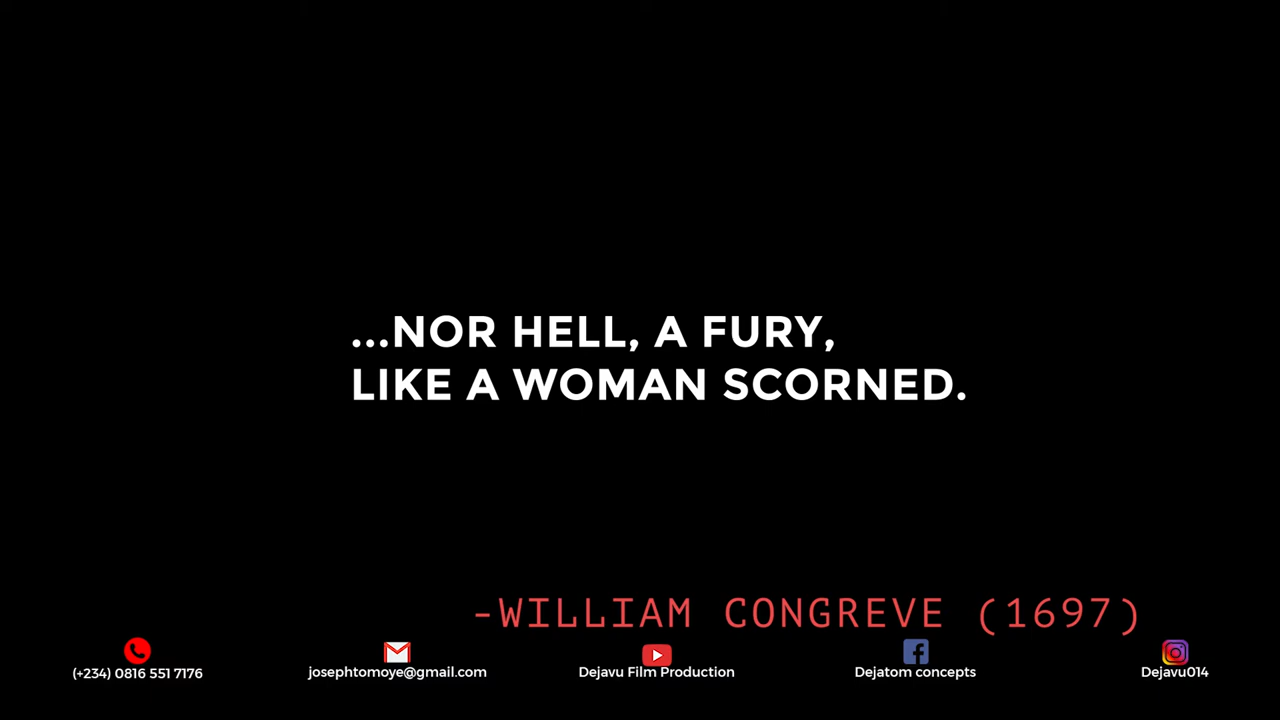 ...NOR HELL, A FURY,
LIKE A WOMAN SCORNED.
-WILLIAM CONGREVE (1697)
(+234) 0816 551 7176
josephtomoye@gmail.com
Dejavu Film Production
Dejatom concepts
Dejavu014